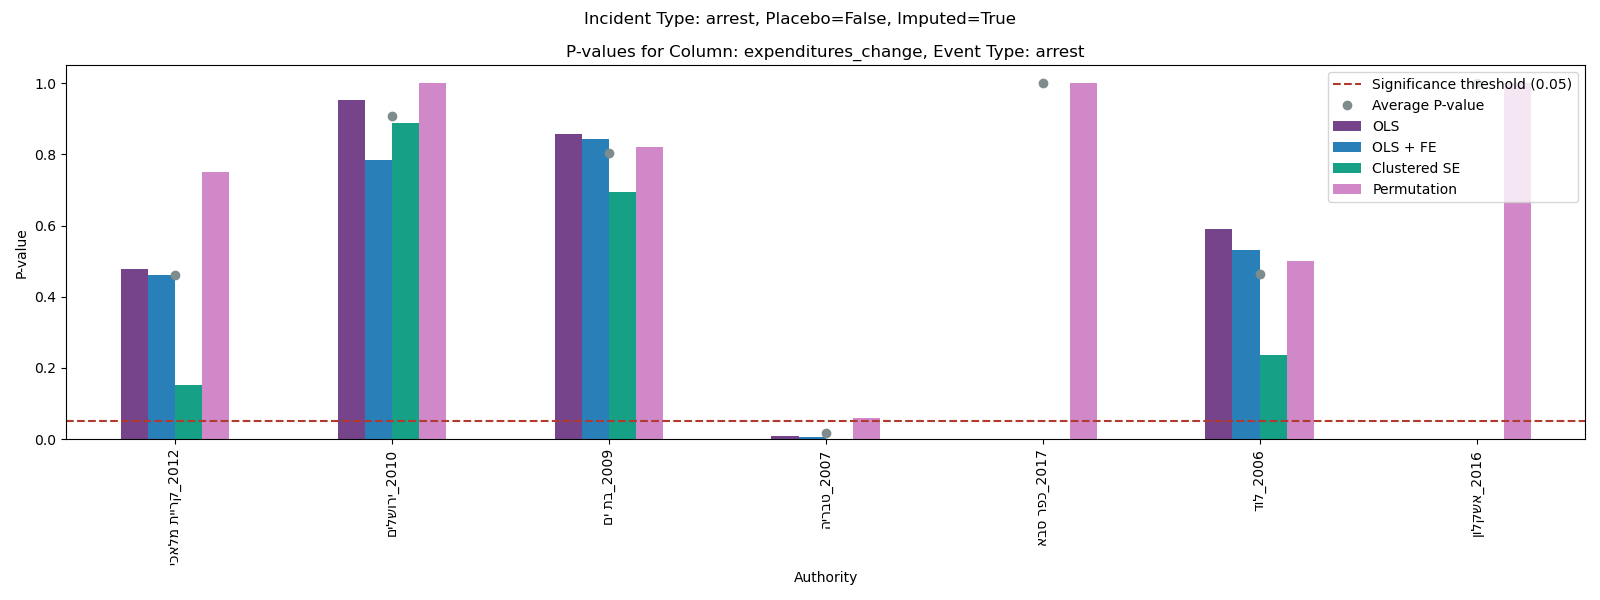 Incident Type: arrest, Placebo=False, Imputed=True
P-values for Column: expenditures_change, Event Type: arrest
1.0
0.8
0.6
0.4
0.2
0.0
P-value
Significance threshold (0.05)
Average P-value
OLS
OLS + FE
Clustered SE
Permutation
קריית מלאכי_2012
ירושלים_2010
בת ים_2009
טבריה_2007
כפר סבא_2017
לוד_2006
אשקלון_2016
Authority